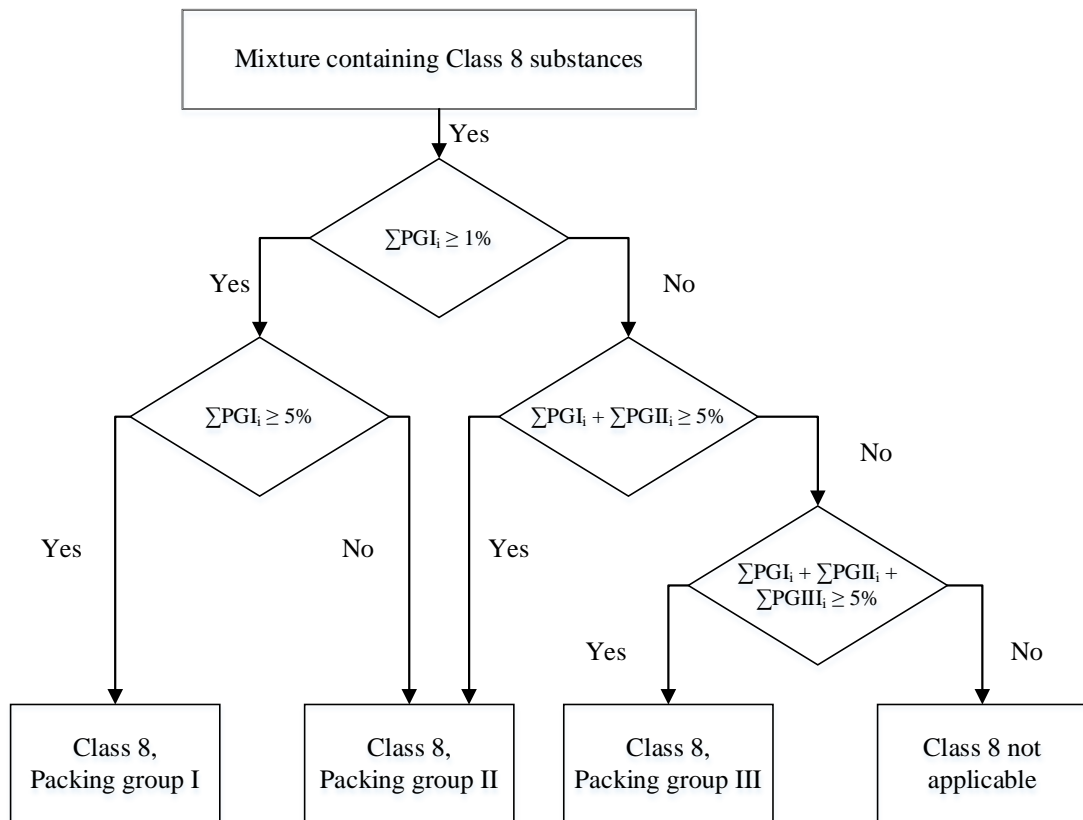 Mixture containing Class 8 substances
Yes
∑PGIᵢ ≥ 1%
Yes
No
∑PGIᵢ ≥ 5%
∑PGIᵢ + ∑PGIIᵢ ≥ 5%
No
Yes
No
Yes
∑PGIᵢ + ∑PGIIᵢ +
∑PGIIIᵢ ≥ 5%
Yes
No
Class 8,
Packing group I
Class 8,
Packing group II
Class 8,
Packing group III
Class 8 not
applicable